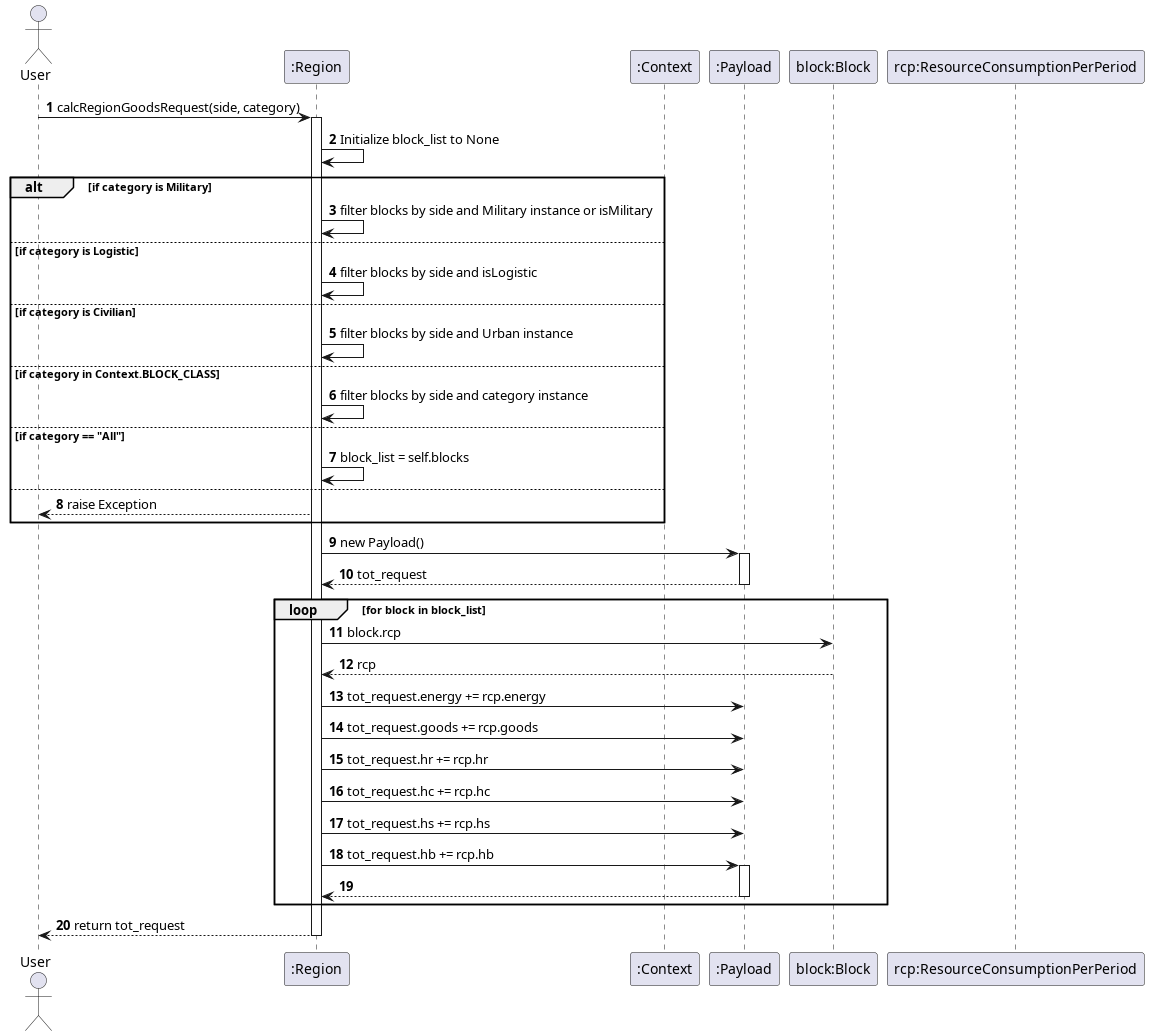 User
:Region
:Context
:Payload
block:Block
rcp:ResourceConsumptionPerPeriod
1 calcRegionGoodsRequest(side, category)
2 Initialize block_list to None
alt [if category is Military]
3 filter blocks by side and Military instance or isMilitary
[if category is Logistic]
4 filter blocks by side and isLogistic
[if category is Civilian]
5 filter blocks by side and Urban instance
[if category in Context.BLOCK_CLASS]
6 filter blocks by side and category instance
[if category == "All"]
7 block_list = self.blocks
8 raise Exception
9 new Payload()
10 tot_request
loop [for block in block_list]
11 block.rcp
12 rcp
13 tot_request.energy += rcp.energy
14 tot_request.goods += rcp.goods
15 tot_request.hr += rcp.hr
16 tot_request.hc += rcp.hc
17 tot_request.hs += rcp.hs
18 tot_request.hb += rcp.hb
19
20 return tot_request
User
:Region
:Context
:Payload
block:Block
rcp:ResourceConsumptionPerPeriod